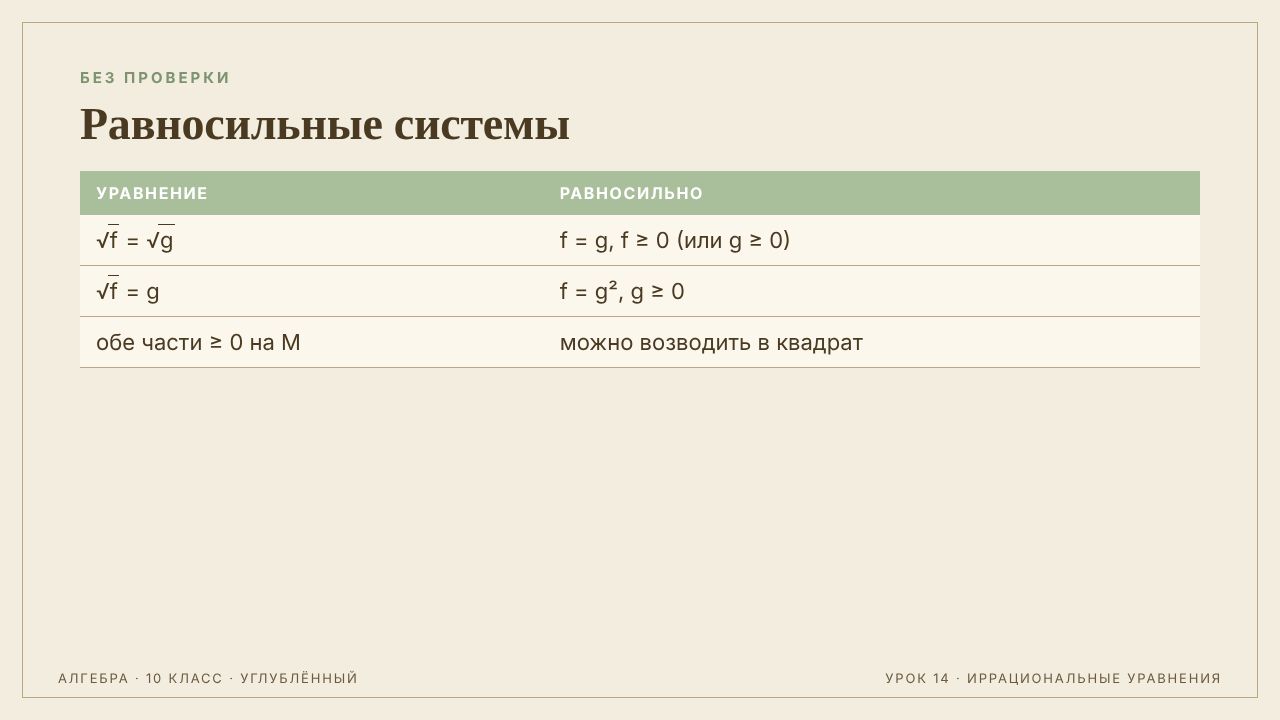 БЕЗ ПРОВЕРКИ
Равносильные системы
УРАВНЕНИЕ РАВНОСИЛЬНО
√f = √g f = g, f ≥ 0 (или g ≥ 0)
√f = g f = g², g ≥ 0
обе части ≥ 0 на M можно возводить в квадрат
АЛГЕБРА · 10 КЛАСС · УГЛУБЛЁННЫЙ УРОК 14 · ИРРАЦИОНАЛЬНЫЕ УРАВНЕНИЯ